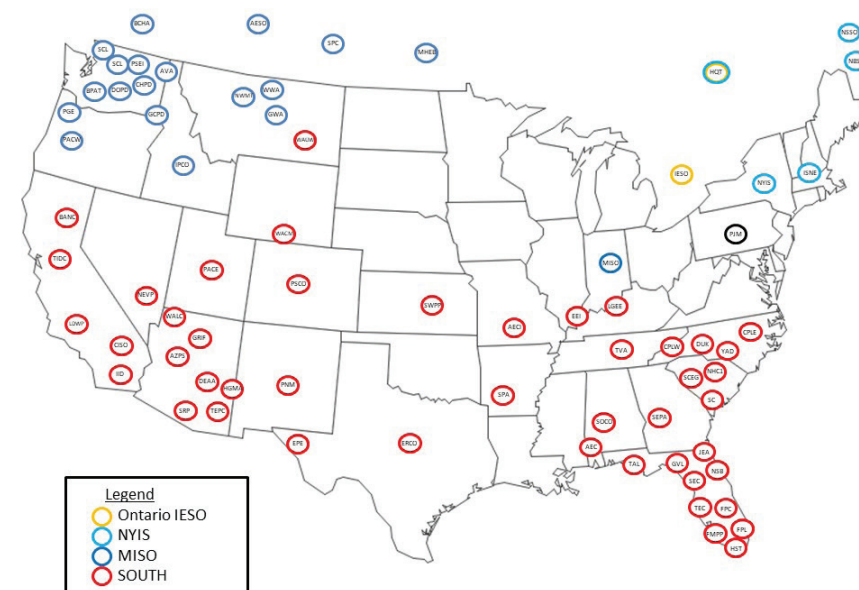 BCHA
AESO
SPC
MHEB
NSSO
NBS
SCL
SCL
PSEI
AVA
HQT
BPAT
DOPD
CHPD
NWMT
WWA
GWA
PGE
GCPD
PACW
WAUW
IPCO
IESO
NYIS
ISNE
BANC
WACM
PJM
TIDC
PACE
PSCO
MISO
NEVP
SWPP
WALC
EEI
LGEE
LDWP
AECI
CISO
GRIF
CPLE
AZPS
TVA
CPLW
DUK
YAD
IID
DEAA
HGMA
PNM
SPA
SCEG
NHC1
SC
SRP
TEPC
SOCO
SEPA
EPE
ERCO
AEC
JEA
TAL
GVL
NSB
SEC
TEC
FPC
FMPP
FPL
HST
Legend
Ontario IESO
NYIS
MISO
SOUTH